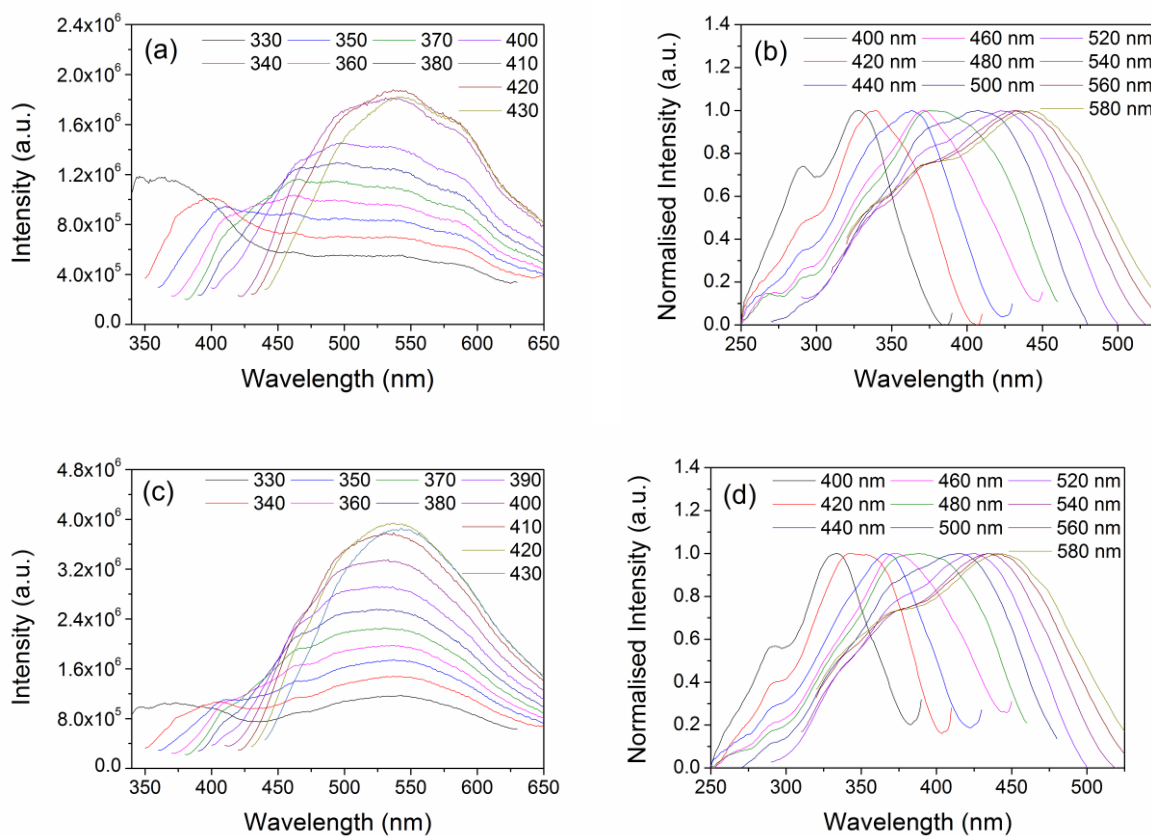 (a)
330 350 370 400
340 360 380 410
420
430
2.4x10⁶
2.0x10⁶
1.6x10⁶
1.2x10⁶
8.0x10⁵
4.0x10⁵
0.0
Intensity (a.u.)
350 400 450 500 550 600 650
Wavelength (nm)
(b)
400 nm 460 nm 520 nm
420 nm 480 nm 540 nm
440 nm 500 nm 560 nm
580 nm
1.4
1.2
1.0
0.8
0.6
0.4
0.2
0.0
Normalised Intensity (a.u.)
250 300 350 400 450 500
Wavelength (nm)
(c)
330 350 370 390
340 360 380 400
410
420
430
4.8x10⁶
4.0x10⁶
3.2x10⁶
2.4x10⁶
1.6x10⁶
8.0x10⁵
0.0
Intensity (a.u.)
350 400 450 500 550 600 650
Wavelength (nm)
(d)
400 nm 460 nm 520 nm
420 nm 480 nm 540 nm
440 nm 500 nm 560 nm
580 nm
1.4
1.2
1.0
0.8
0.6
0.4
0.2
0.0
Normalised Intensity (a.u.)
250 300 350 400 450 500
Wavelength (nm)